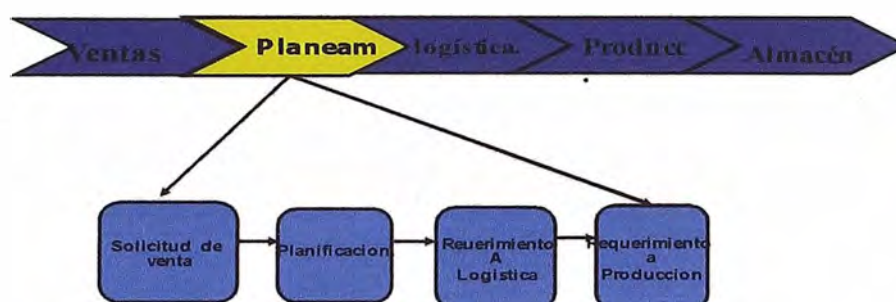 Ventas
Planeam
logística.
Producc
Almacén
Solicitud de
venta
Planificacion
Reuerimiento
A
Logistica
Requerimiento
a
Produccion